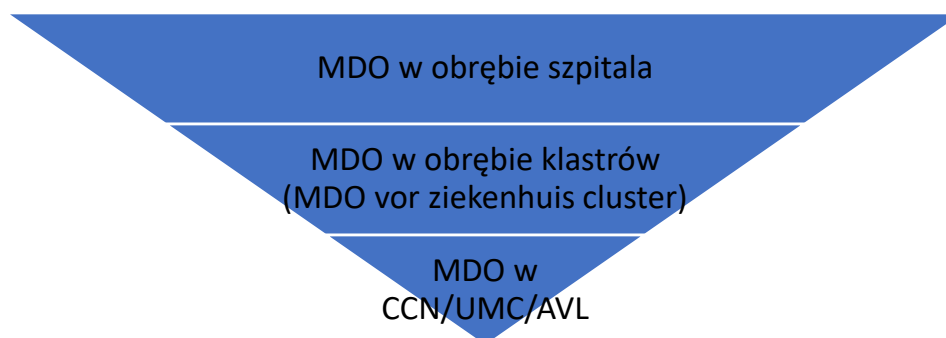 MDO w obrębie szpitala
MDO w obrębie klastrów
(MDO vor ziekenhuis cluster)
MDO w
CCN/UMC/AVL